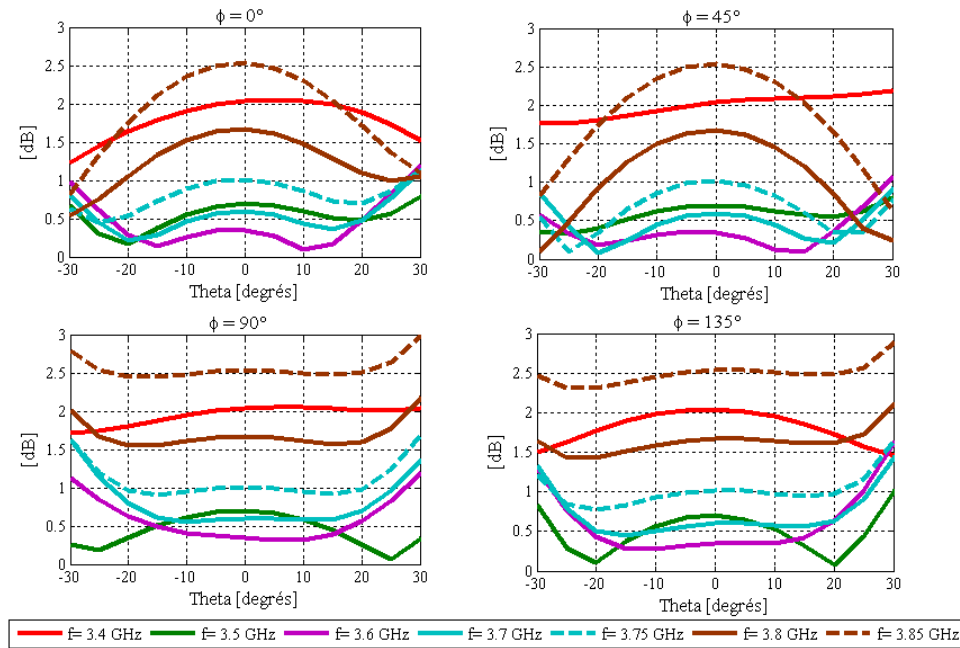 ϕ = 0°
3
2.5
2
1.5
1
0.5
0
[dB]
-30 -20 -10 0 10 20 30
Theta [degrés]
ϕ = 45°
3
2.5
2
1.5
1
0.5
0
[dB]
-30 -20 -10 0 10 20 30
Theta [degrés]
ϕ = 90°
3
2.5
2
1.5
1
0.5
0
[dB]
-30 -20 -10 0 10 20 30
Theta [degrés]
ϕ = 135°
3
2.5
2
1.5
1
0.5
0
[dB]
-30 -20 -10 0 10 20 30
Theta [degrés]
f= 3.4 GHz f= 3.5 GHz f= 3.6 GHz f= 3.7 GHz f= 3.75 GHz f= 3.8 GHz f= 3.85 GHz